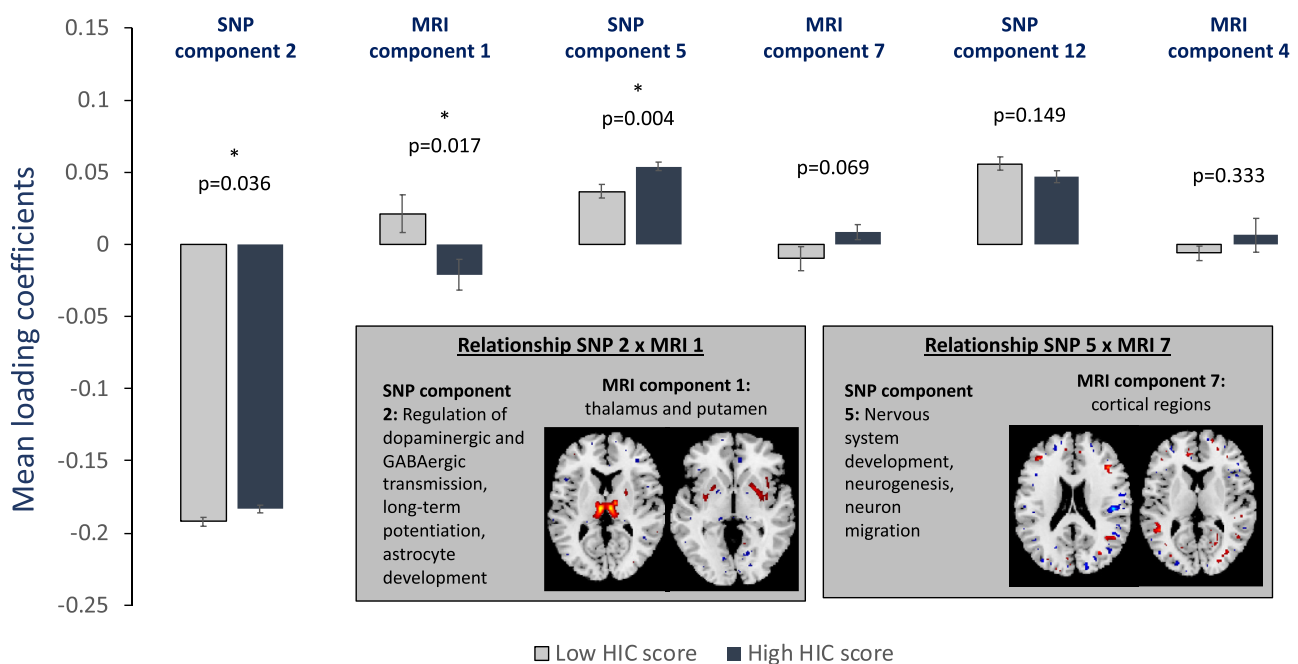 SNP component 2
MRI component 1
SNP component 5
MRI component 7
SNP component 12
MRI component 4
Mean loading coefficients
0.15
0.1
0.05
0
-0.05
-0.1
-0.15
-0.2
-0.25
*
p=0.036
*
p=0.017
*
p=0.004
p=0.069
p=0.149
p=0.333
Relationship SNP 2 x MRI 1
SNP component
2: Regulation of
dopaminergic and
GABAergic
transmission,
long-term
potentiation,
astrocyte
development
MRI component 1:
thalamus and putamen
Relationship SNP 5 x MRI 7
SNP component
5: Nervous
system
development,
neurogenesis,
neuron
migration
MRI component 7:
cortical regions
Low HIC score
High HIC score